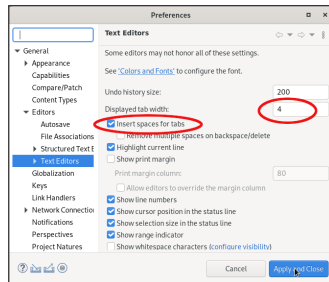 Preferences
Text Editors
Some editors may not honor all of these settings.
See 'Colors and Fonts' to configure the font.
Undo history size: 200
Displayed tab width: 4
Insert spaces for tabs
Remove multiple spaces on backspace/delete
Highlight current line
Show print margin
Print margin column: 80
Allow editors to override the margin column
Show line numbers
Show cursor position in the status line
Show selection size in the status line
Show range indicator
Show whitespace characters (configure visibility)
General
Appearance
Capabilities
Compare/Patch
Content Types
Editors
Autosave
File Associations
Structured Text E
Text Editors
Globalization
Keys
Link Handlers
Network Connection
Notifications
Perspectives
Project Natures
Cancel
Apply and Close